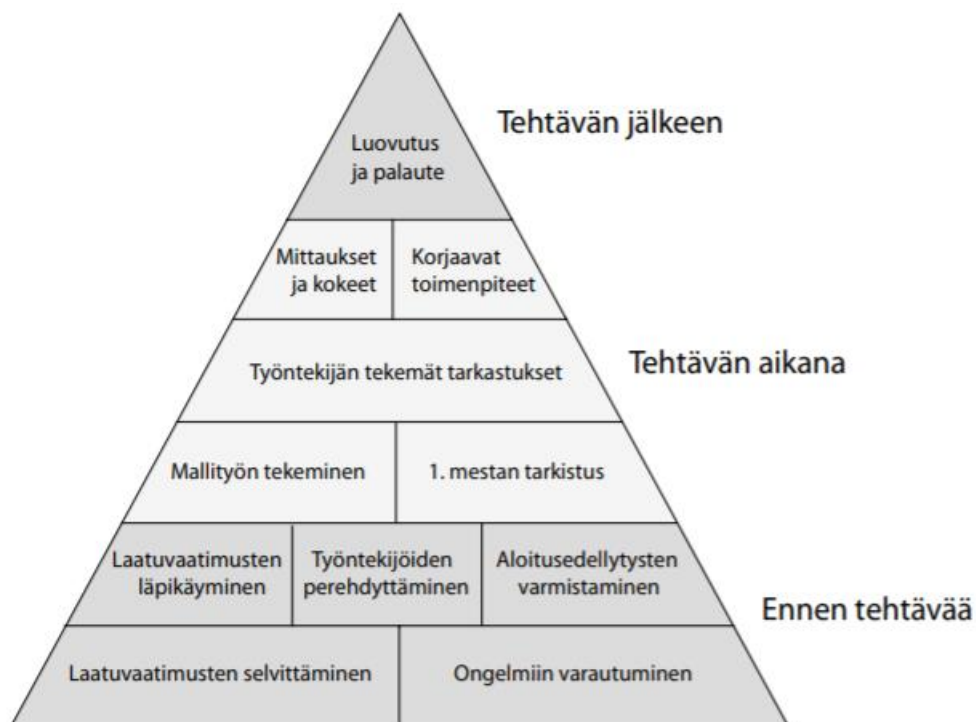 Tehtävän jälkeen
Luovutus
ja palaute
Mittaukset
ja kokeet
Korjaavat
toimenpiteet
Tehtävän aikana
Työntekijän tekemät tarkastukset
Mallityön tekeminen
1. mestan tarkistus
Laatuvaatimusten
läpikäyminen
Työntekijöiden
perehdyttäminen
Aloitusedellytysten
varmistaminen
Ennen tehtävää
Laatuvaatimusten selvittäminen
Ongelmiin varautuminen